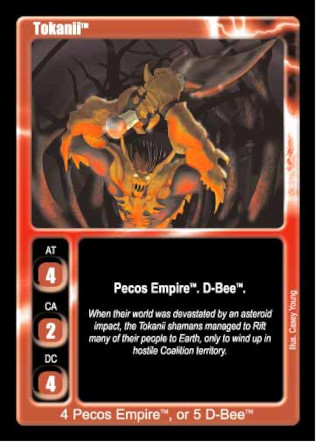 Tokanii™
AT
4
CA
2
DC
4
Pecos Empire™. D-Bee™.
When their world was devastated by an asteroid
impact, the Tokanii shamans managed to Rift
many of their people to Earth, only to wind up in
hostile Coalition territory.
Illus. Casey Young
4 Pecos Empire™, or 5 D-Bee™